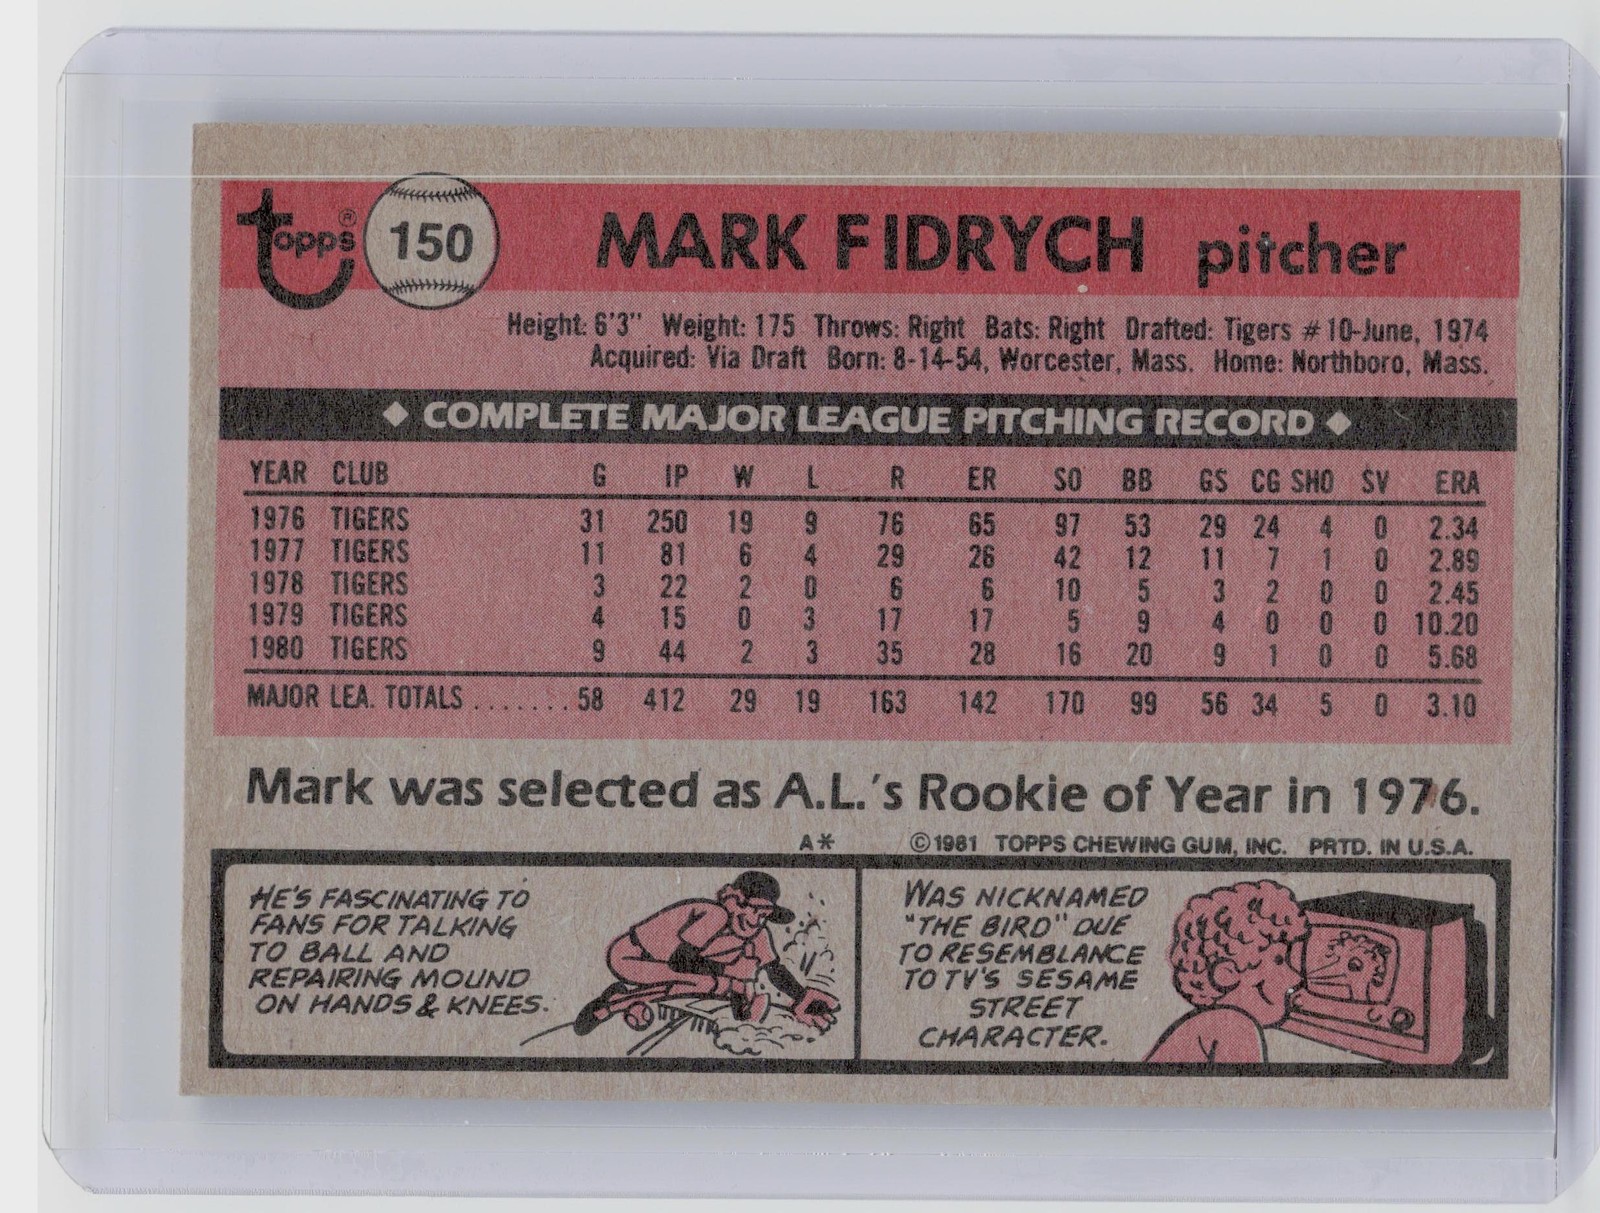 topps® 150 MARK FIDRYCH pitcher
Height: 6'3" Weight: 175 Throws: Right Bats: Right Drafted: Tigers #10-June, 1974
Acquired: Via Draft Born: 8-14-54, Worcester, Mass. Home: Northboro, Mass.
◆ COMPLETE MAJOR LEAGUE PITCHING RECORD ◆
YEAR CLUB G IP W L R ER SO BB GS CG SHO SV ERA
1976 TIGERS 31 250 19 9 76 65 97 53 29 24 4 0 2.34
1977 TIGERS 11 81 6 4 29 26 42 12 11 7 1 0 2.89
1978 TIGERS 3 22 2 0 6 6 10 5 3 2 0 0 2.45
1979 TIGERS 4 15 0 3 17 17 5 9 4 0 0 0 10.20
1980 TIGERS 9 44 2 3 35 28 16 20 9 1 0 0 5.68
MAJOR LEA. TOTALS ....... 58 412 29 19 163 142 170 99 56 34 5 0 3.10
Mark was selected as A.L.'s Rookie of Year in 1976.
A* ©1981 TOPPS CHEWING GUM, INC. PRTD. IN U.S.A.
HE'S FASCINATING TO
FANS FOR TALKING
TO BALL AND
REPAIRING MOUND
ON HANDS & KNEES.
WAS NICKNAMED
"THE BIRD" DUE
TO RESEMBLANCE
TO TV'S SESAME
STREET
CHARACTER.